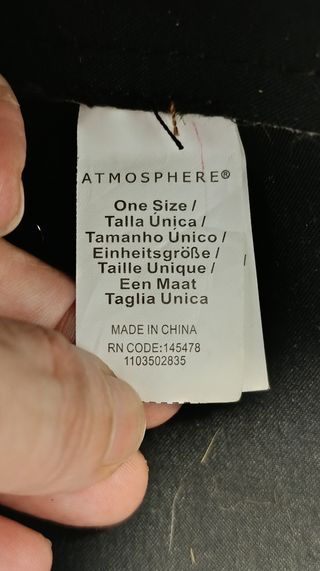 ATMOSPHERE®
One Size /
Talla Única /
Tamanho Único /
Einheitsgröße /
Taille Unique /
Een Maat
Taglia Unica
MADE IN CHINA
RN CODE:145478
1103502835